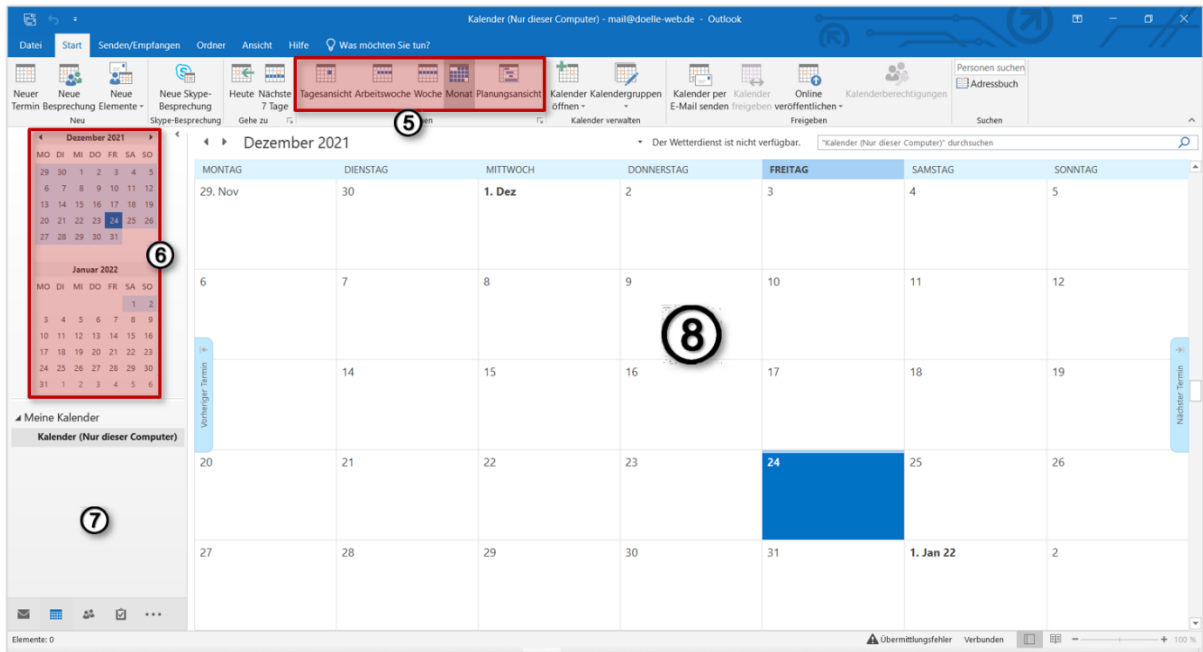 Kalender (Nur dieser Computer) - mail@doelle-web.de - Outlook
Datei Start Senden/Empfangen Ordner Ansicht Hilfe Was möchten Sie tun?
Neuer Termin
Neue Besprechung
Neue Elemente
Neu
Neue Skype-Besprechung
Skype-Besprechung
Heute
Nächste 7 Tage
Gehe zu
Tagesansicht Arbeitswoche Woche Monat Planungsansicht
5
Kalender öffnen
Kalendergruppen
Kalender verwalten
Kalender per E-Mail senden
Kalender freigeben
Online veröffentlichen
Kalenderberechtigungen
Freigeben
Personen suchen
Adressbuch
Suchen
Dezember 2021
MO DI MI DO FR SA SO
29 30 1 2 3 4 5
6 7 8 9 10 11 12
13 14 15 16 17 18 19
20 21 22 23 24 25 26
27 28 29 30 31
6
Januar 2022
MO DI MI DO FR SA SO
1 2
3 4 5 6 7 8 9
10 11 12 13 14 15 16
17 18 19 20 21 22 23
24 25 26 27 28 29 30
31 1 2 3 4 5 6
Meine Kalender
Kalender (Nur dieser Computer)
7
Dezember 2021
Der Wetterdienst ist nicht verfügbar.
"Kalender (Nur dieser Computer)" durchsuchen
MONTAG DIENSTAG MITTWOCH DONNERSTAG FREITAG SAMSTAG SONNTAG
29. Nov 30 1. Dez 2 3 4 5
6 7 8 9 10 11 12
8
Vorheriger Termin
14 15 16 17 18 19
Nächster Termin
20 21 22 23 24 25 26
27 28 29 30 31 1. Jan 22 2
Elemente: 0
Übermittlungsfehler Verbunden 100 %